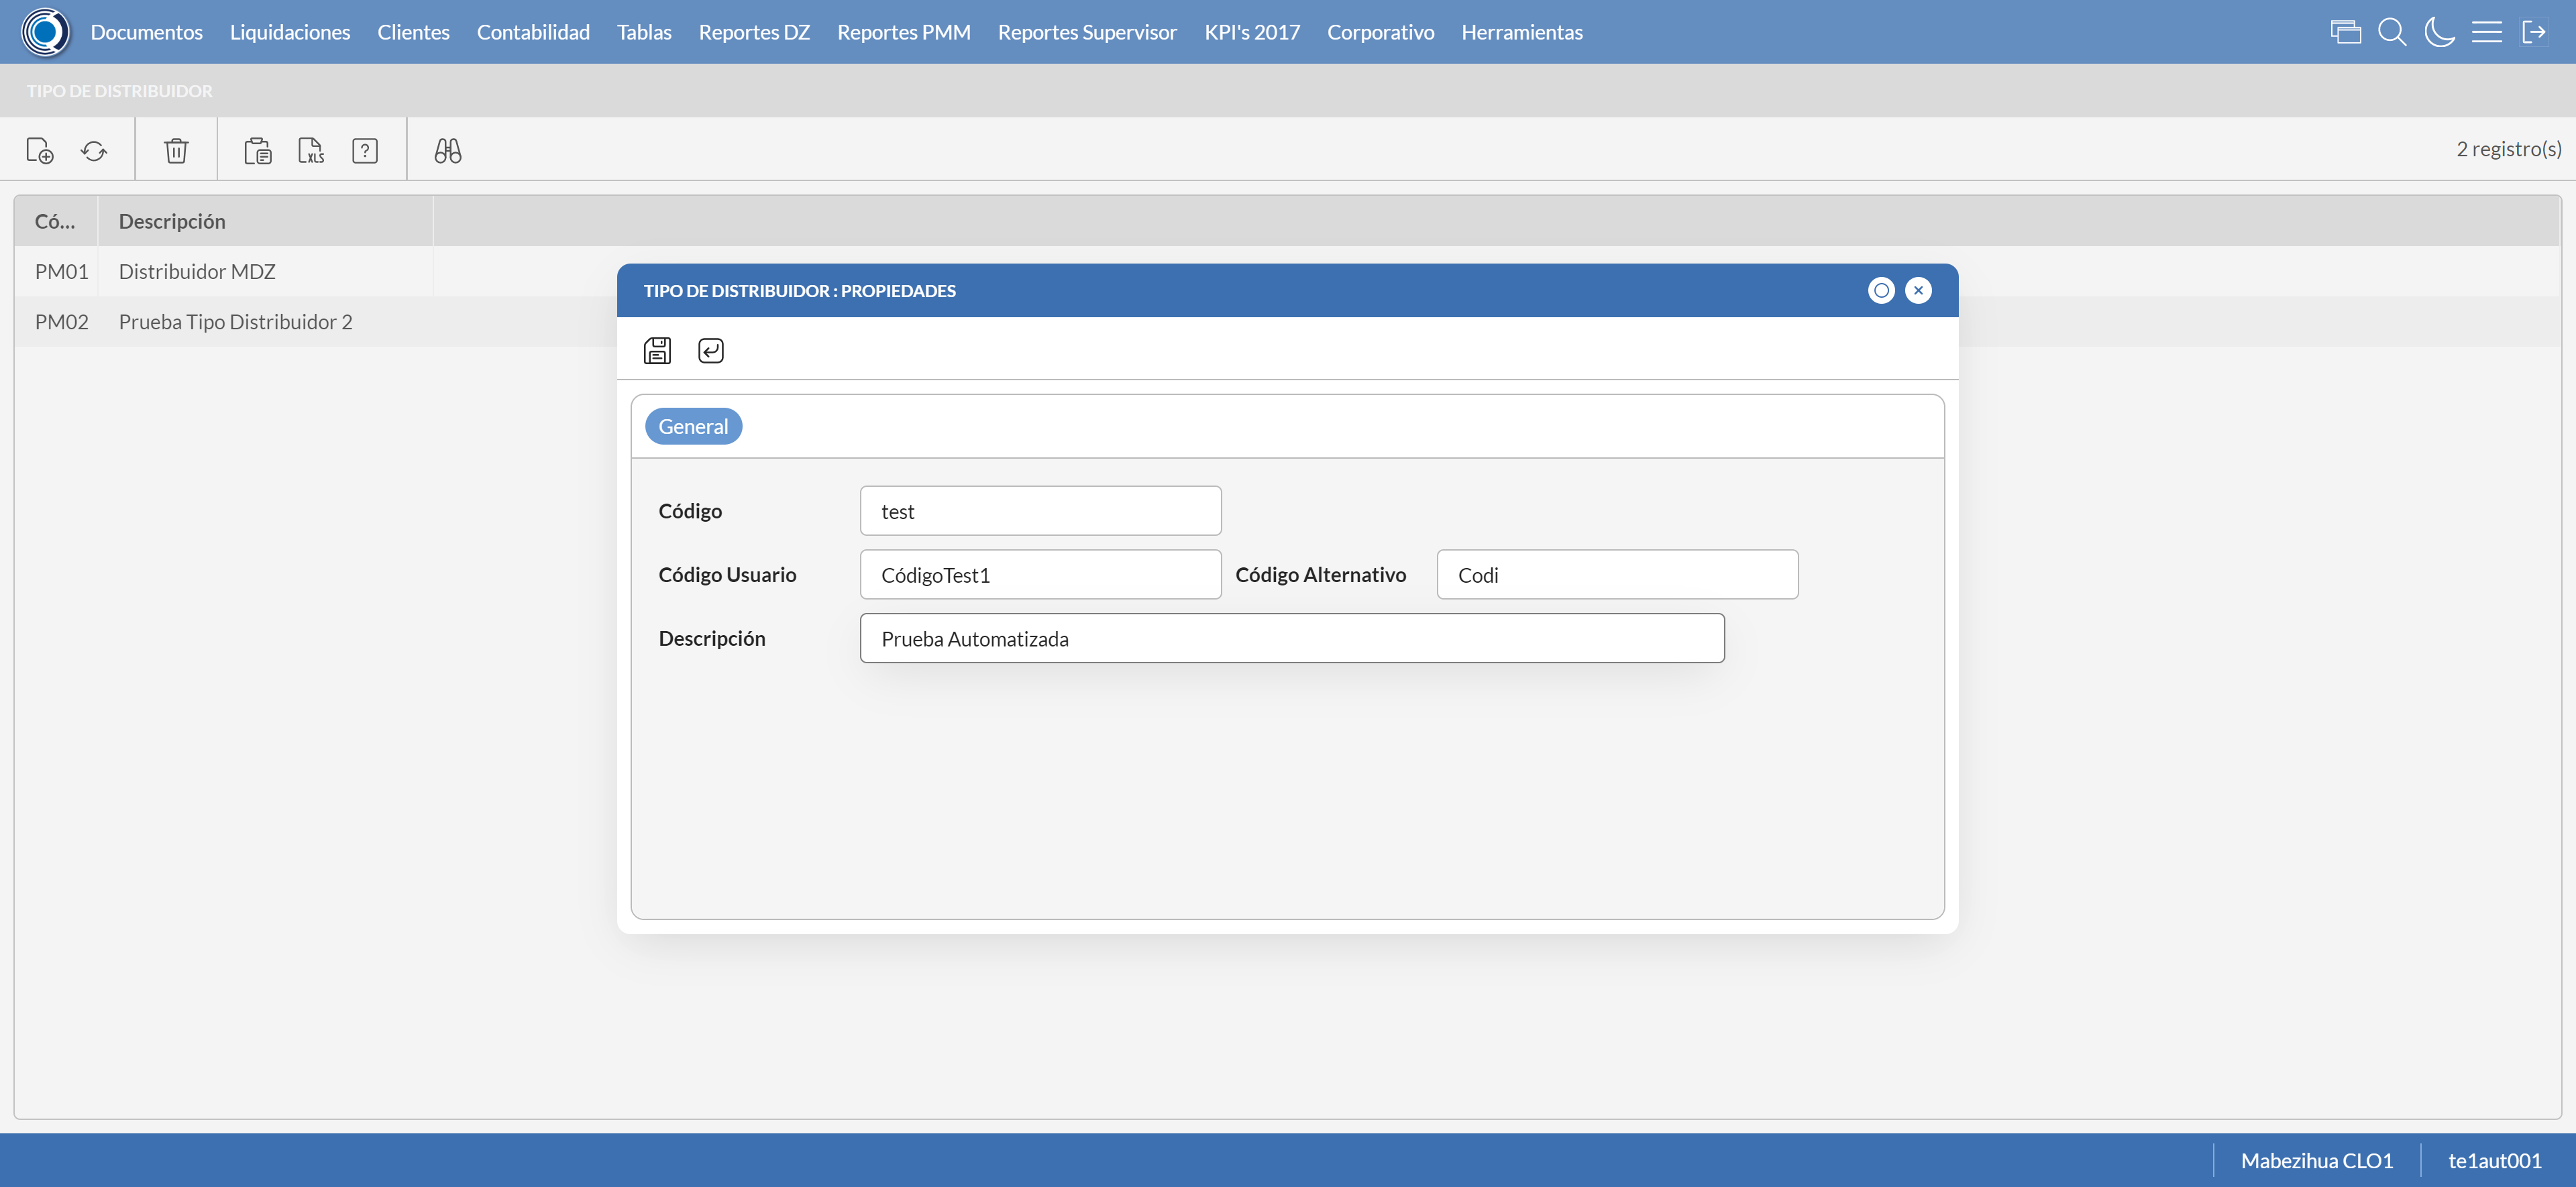 Documentos Liquidaciones Clientes Contabilidad Tablas Reportes DZ Reportes PMM Reportes Supervisor KPI's 2017 Corporativo Herramientas
TIPO DE DISTRIBUIDOR
XLS ? 2 registro(s)
Có... Descripción
PM01 Distribuidor MDZ
PM02 Prueba Tipo Distribuidor 2
TIPO DE DISTRIBUIDOR : PROPIEDADES
General
Código test
Código Usuario CódigoTest1 Código Alternativo Codi
Descripción Prueba Automatizada
Mabezihua CLO1 te1aut001